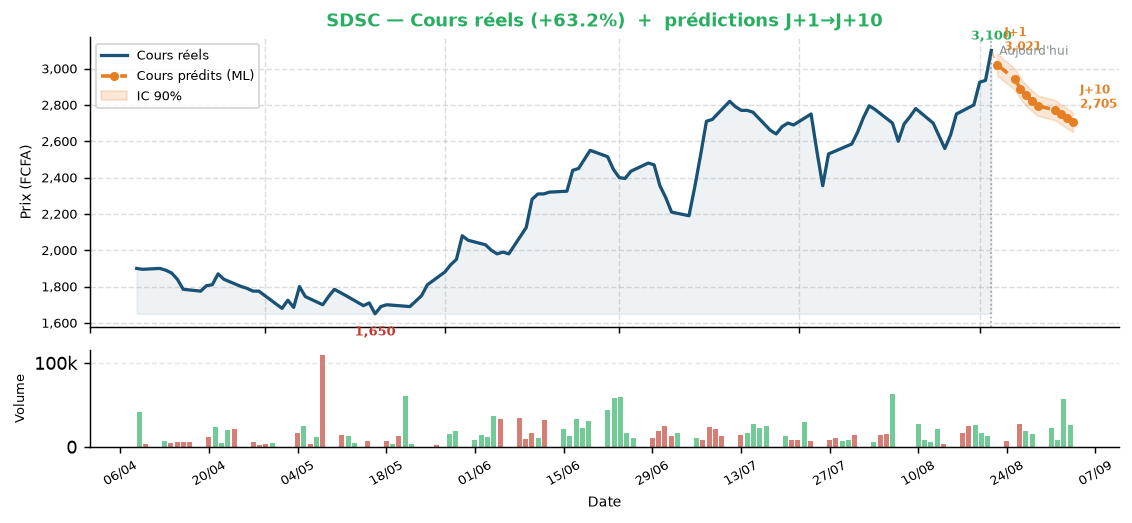 SDSC — Cours réels (+63.2%)  +  prédictions J+1→J+10
Cours réels
Cours prédits (ML)
IC 90%
3,100
J+1
3,021
Aujourd'hui
J+10
2,705
1,650
Prix (FCFA)
3,000
2,800
2,600
2,400
2,200
2,000
1,800
1,600
Volume
100k
0
06/04
20/04
04/05
18/05
01/06
15/06
29/06
13/07
27/07
10/08
24/08
07/09
Date